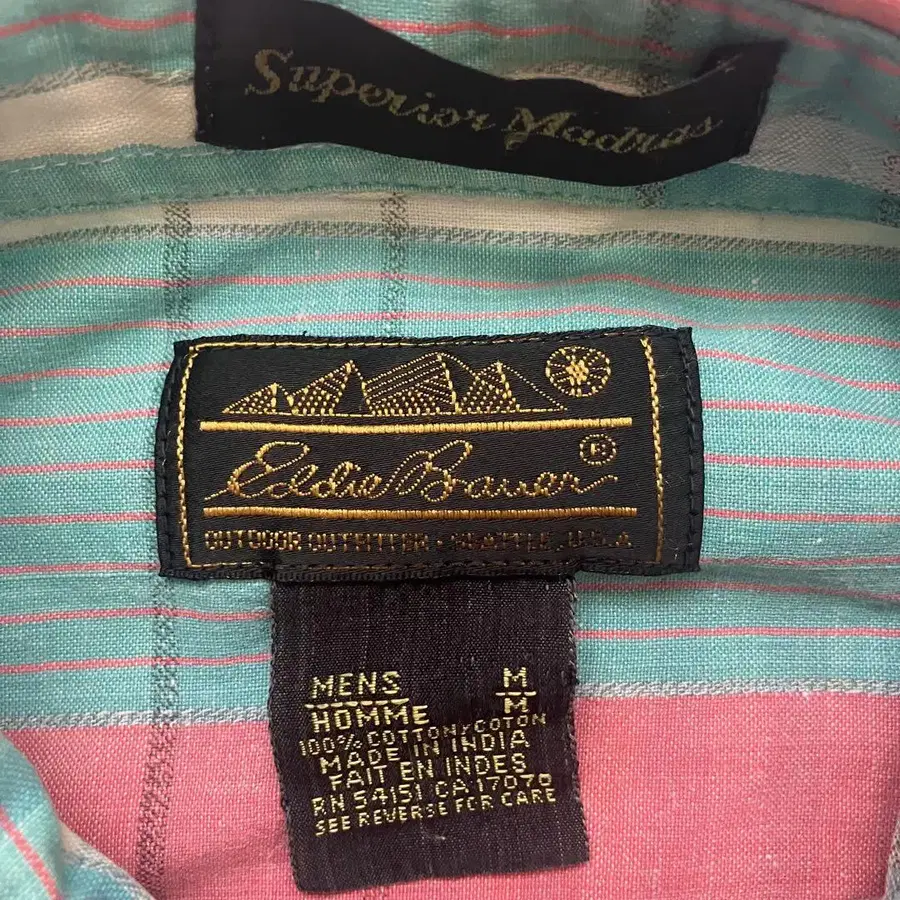 Superior Madras
Eddie Bauer ®
OUTDOOR OUTFITTER · SEATTLE, U.S.A.
MENS M
HOMME M
100% COTTON/COTON
MADE IN INDIA
FAIT EN INDES
RN 54151 CA 17070
SEE REVERSE FOR CARE